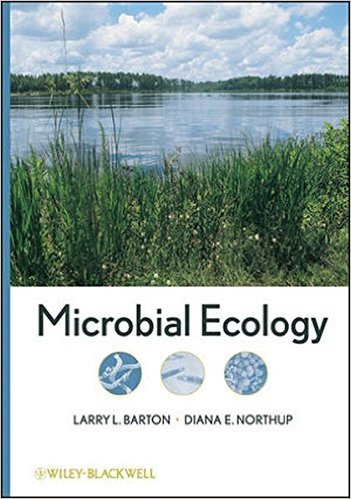 Microbial Ecology
LARRY L. BARTON · DIANA E. NORTHUP
WILEY-BLACKWELL